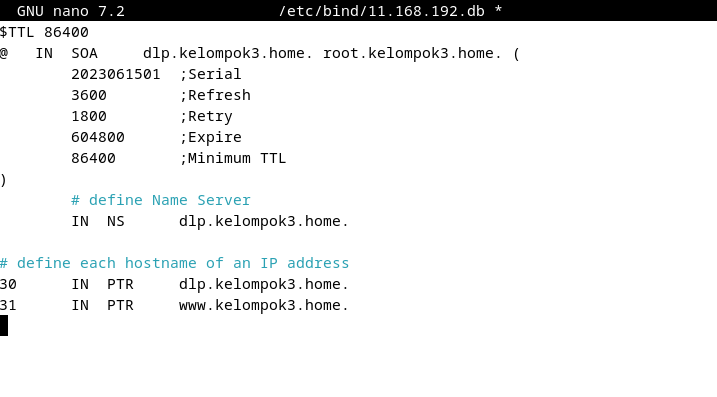 GNU nano 7.2                 /etc/bind/11.168.192.db *
$TTL 86400
@   IN  SOA     dlp.kelompok3.home. root.kelompok3.home. (
        2023061501  ;Serial
        3600        ;Refresh
        1800        ;Retry
        604800      ;Expire
        86400       ;Minimum TTL
)
        # define Name Server
        IN  NS      dlp.kelompok3.home.

# define each hostname of an IP address
30      IN  PTR     dlp.kelompok3.home.
31      IN  PTR     www.kelompok3.home.